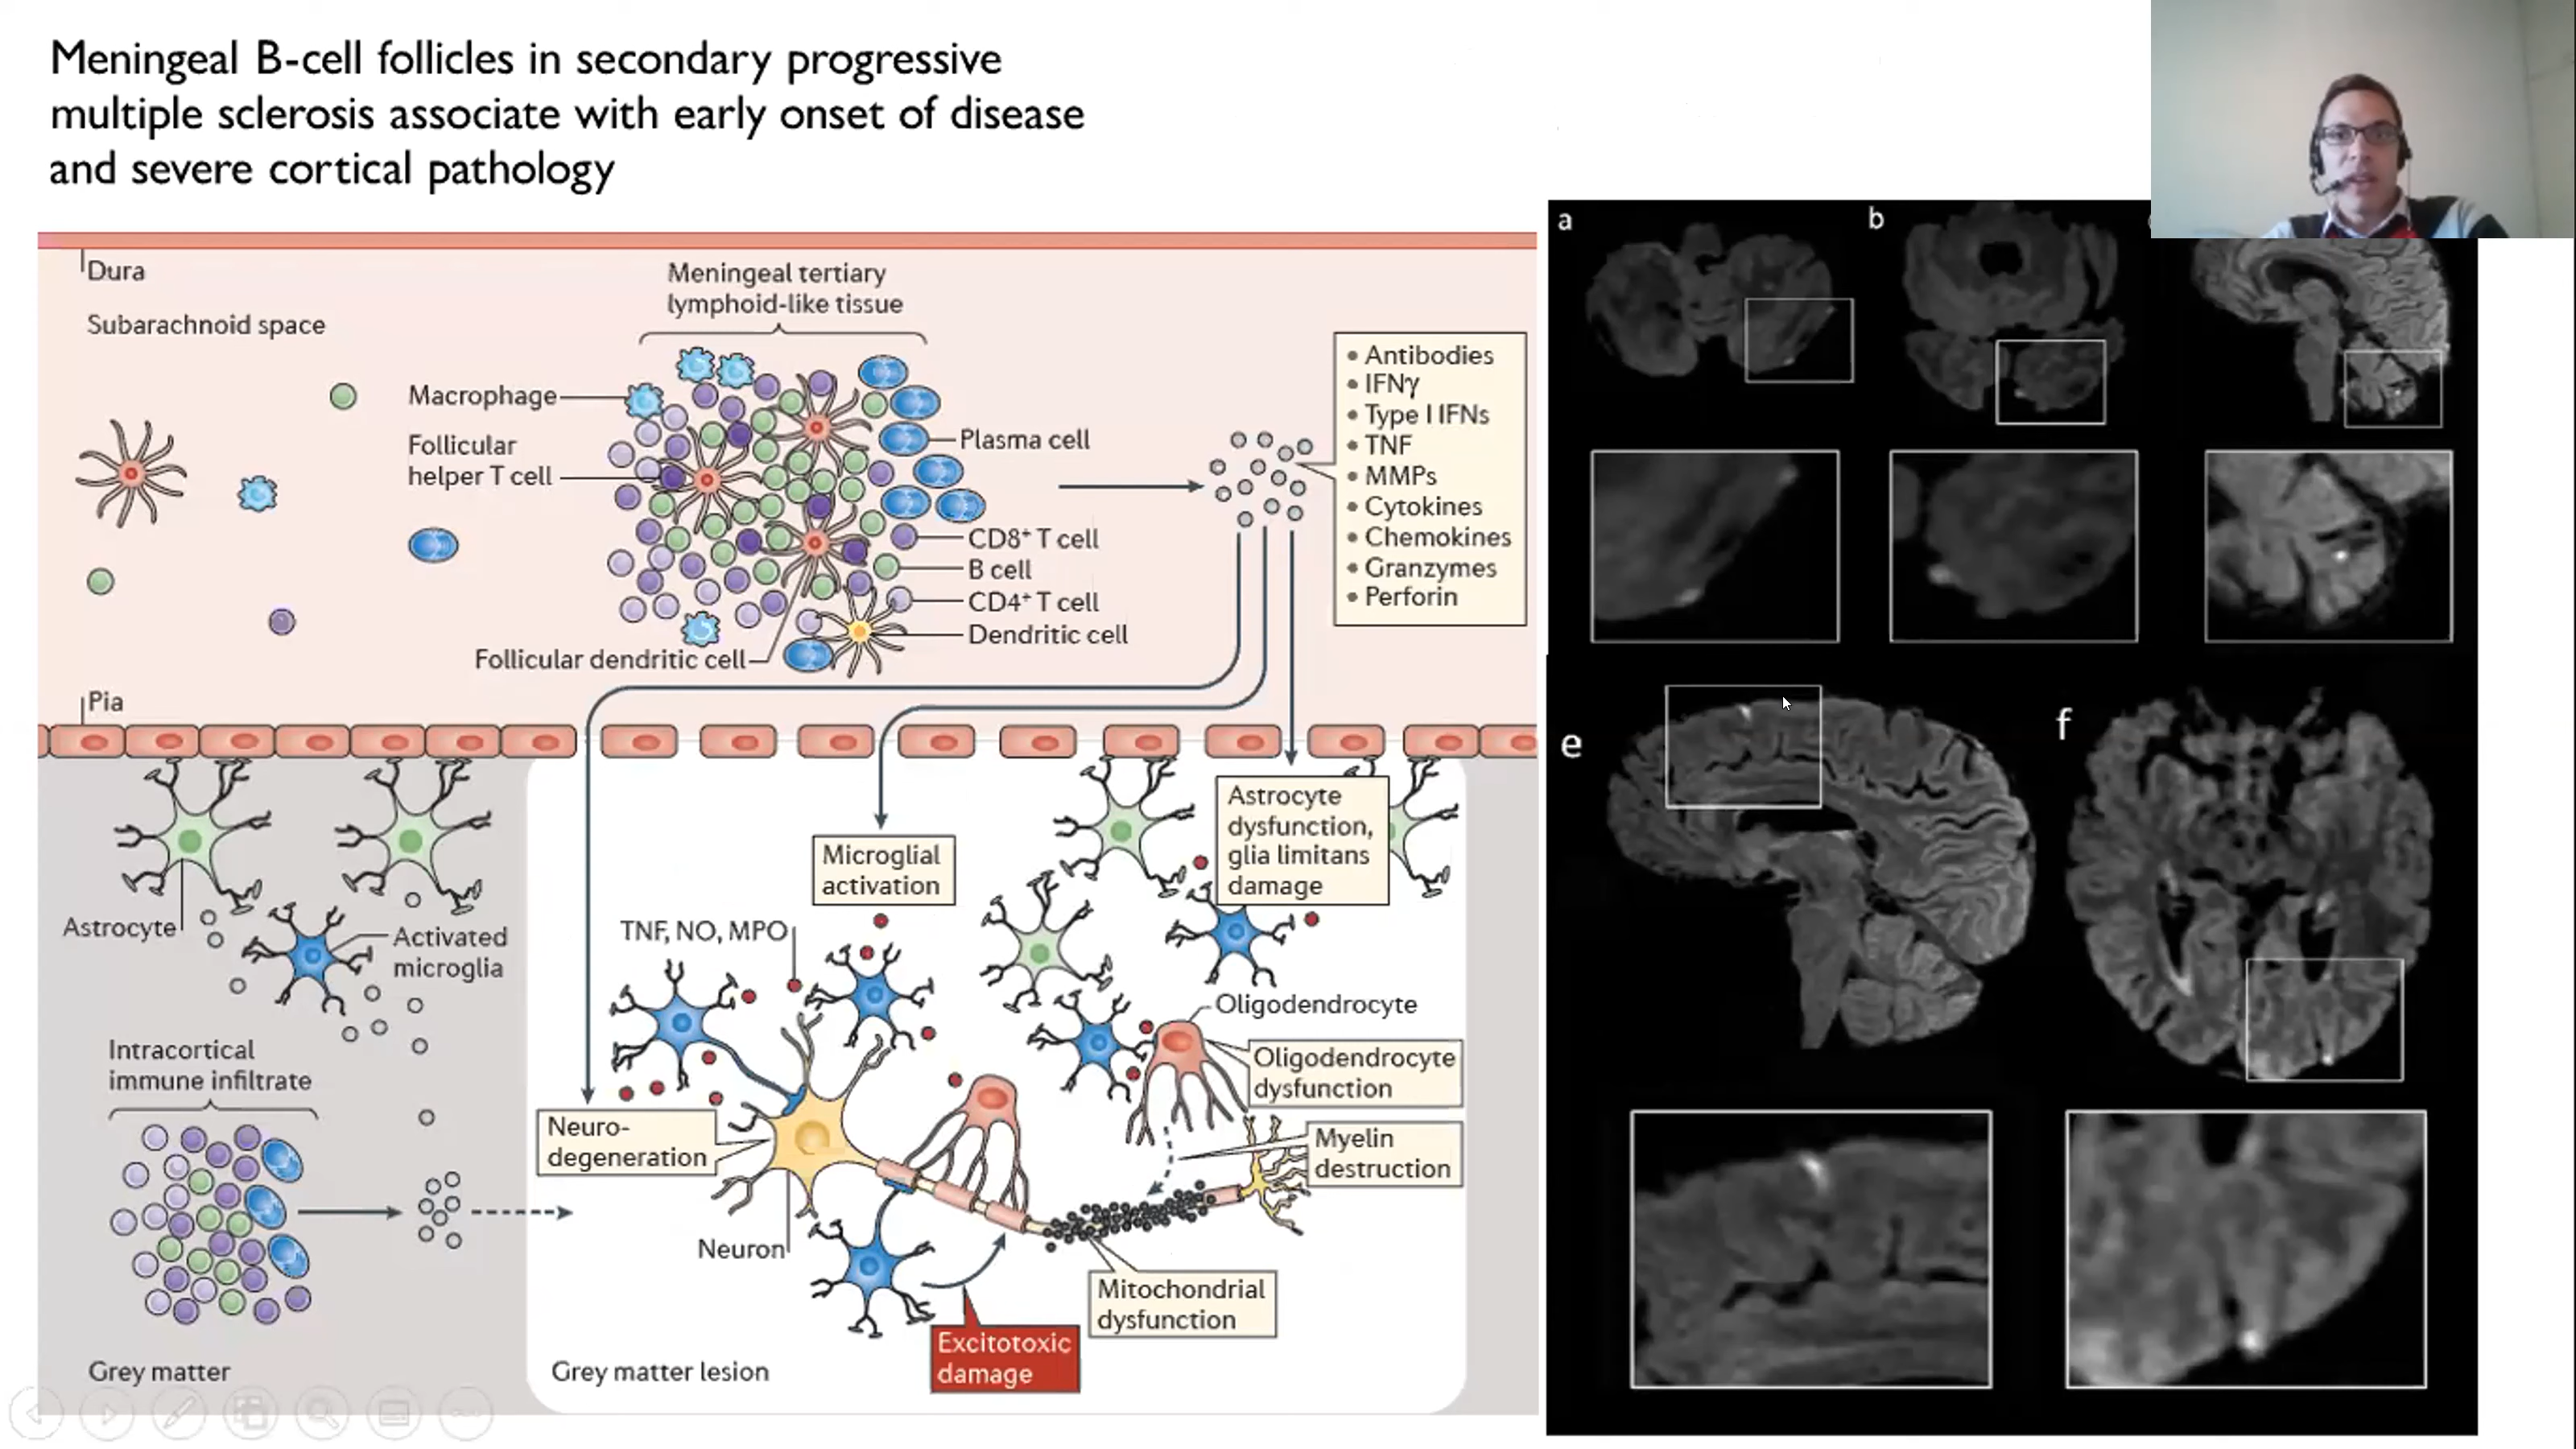 Meningeal B-cell follicles in secondary progressive
multiple sclerosis associate with early onset of disease
and severe cortical pathology
Dura
Subarachnoid space
Meningeal tertiary
lymphoid-like tissue
Macrophage
Follicular
helper T cell
Plasma cell
CD8⁺ T cell
B cell
CD4⁺ T cell
Dendritic cell
Follicular dendritic cell
• Antibodies
• IFNγ
• Type I IFNs
• TNF
• MMPs
• Cytokines
• Chemokines
• Granzymes
• Perforin
Pia
Astrocyte
Activated
microglia
Intracortical
immune infiltrate
Grey matter
Microglial
activation
Astrocyte
dysfunction,
glia limitans
damage
TNF, NO, MPO
Oligodendrocyte
Oligodendrocyte
dysfunction
Neuro-
degeneration
Myelin
destruction
Neuron
Mitochondrial
dysfunction
Excitotoxic
damage
Grey matter lesion
a
b
e
f